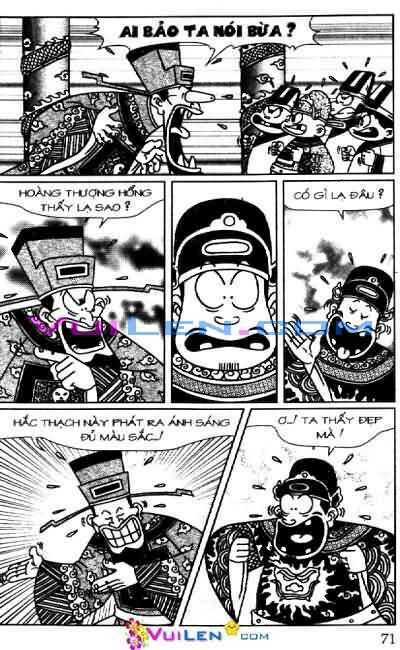 AI BẢO TA NÓI BỪA ?
HOÀNG THƯỢNG HỔNG
THẤY LẠ SAO ?
CÓ GÌ LẠ ĐÂU ?
VUILEN.COM
HẮC THẠCH NÀY PHÁT RA ÁNH SÁNG
ĐỦ MÀU SẮC...!
Ơ...! TA THẤY ĐẸP
MÀ !
71
VUILEN.COM